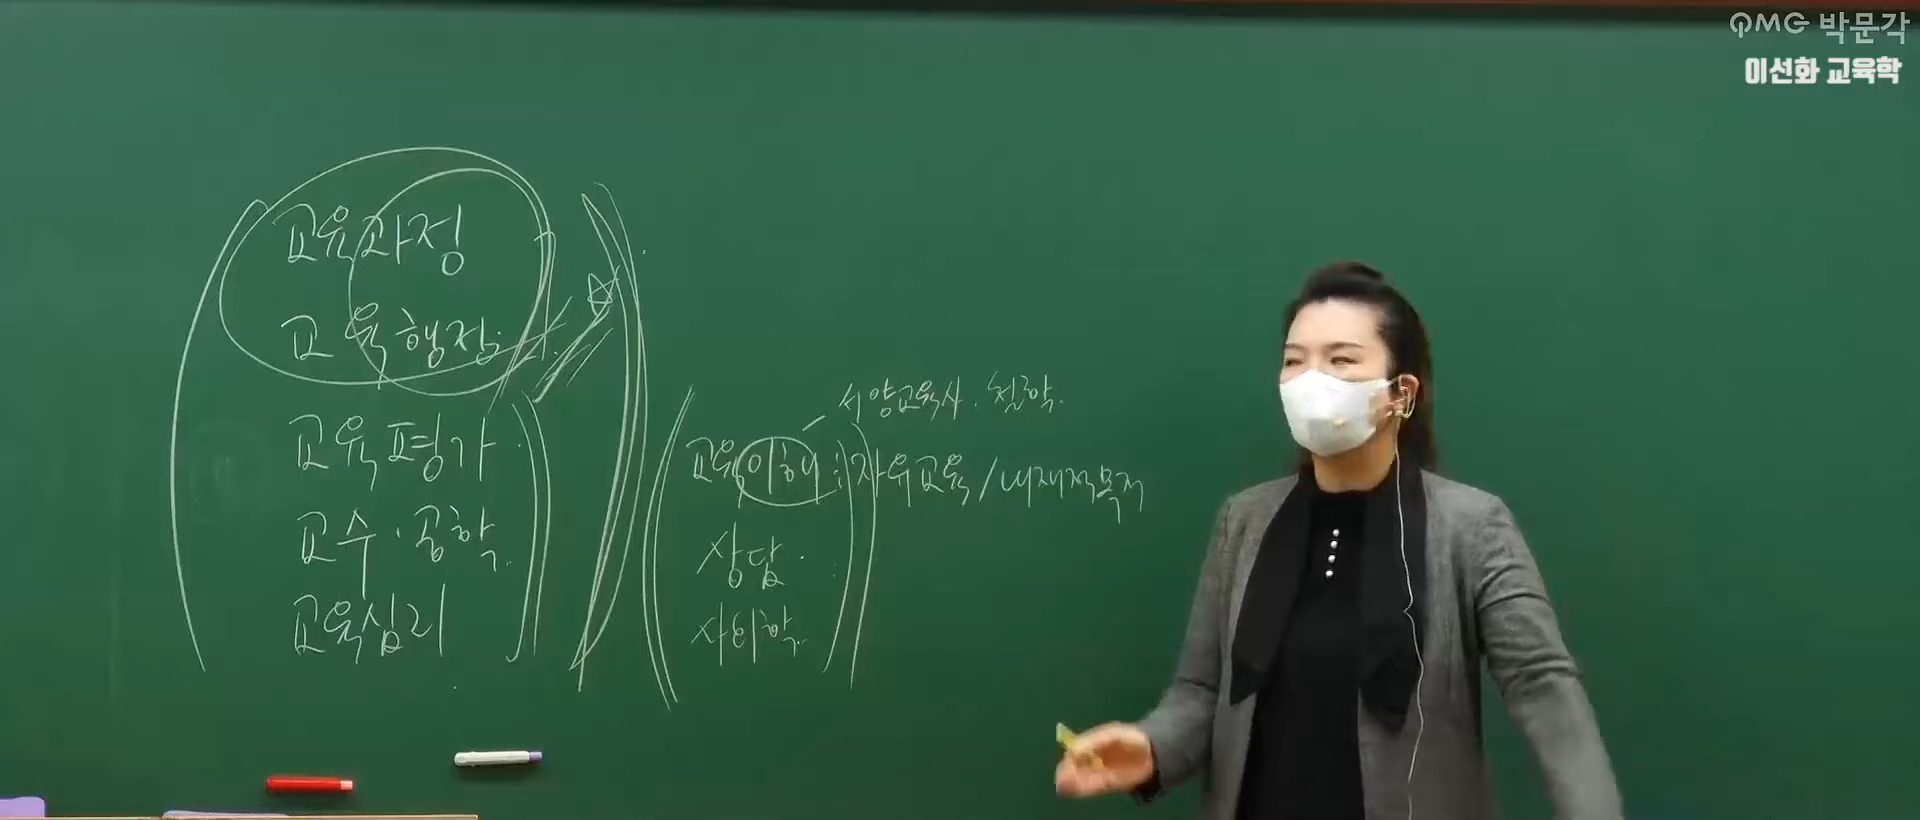 PMG 박문각
이선화 교육학
교육과정
교육행정
교육평가
교수·공학
교육심리
서양교육사. 철학.
교육이해 : 자유교육/내재적목적
상담
사회학